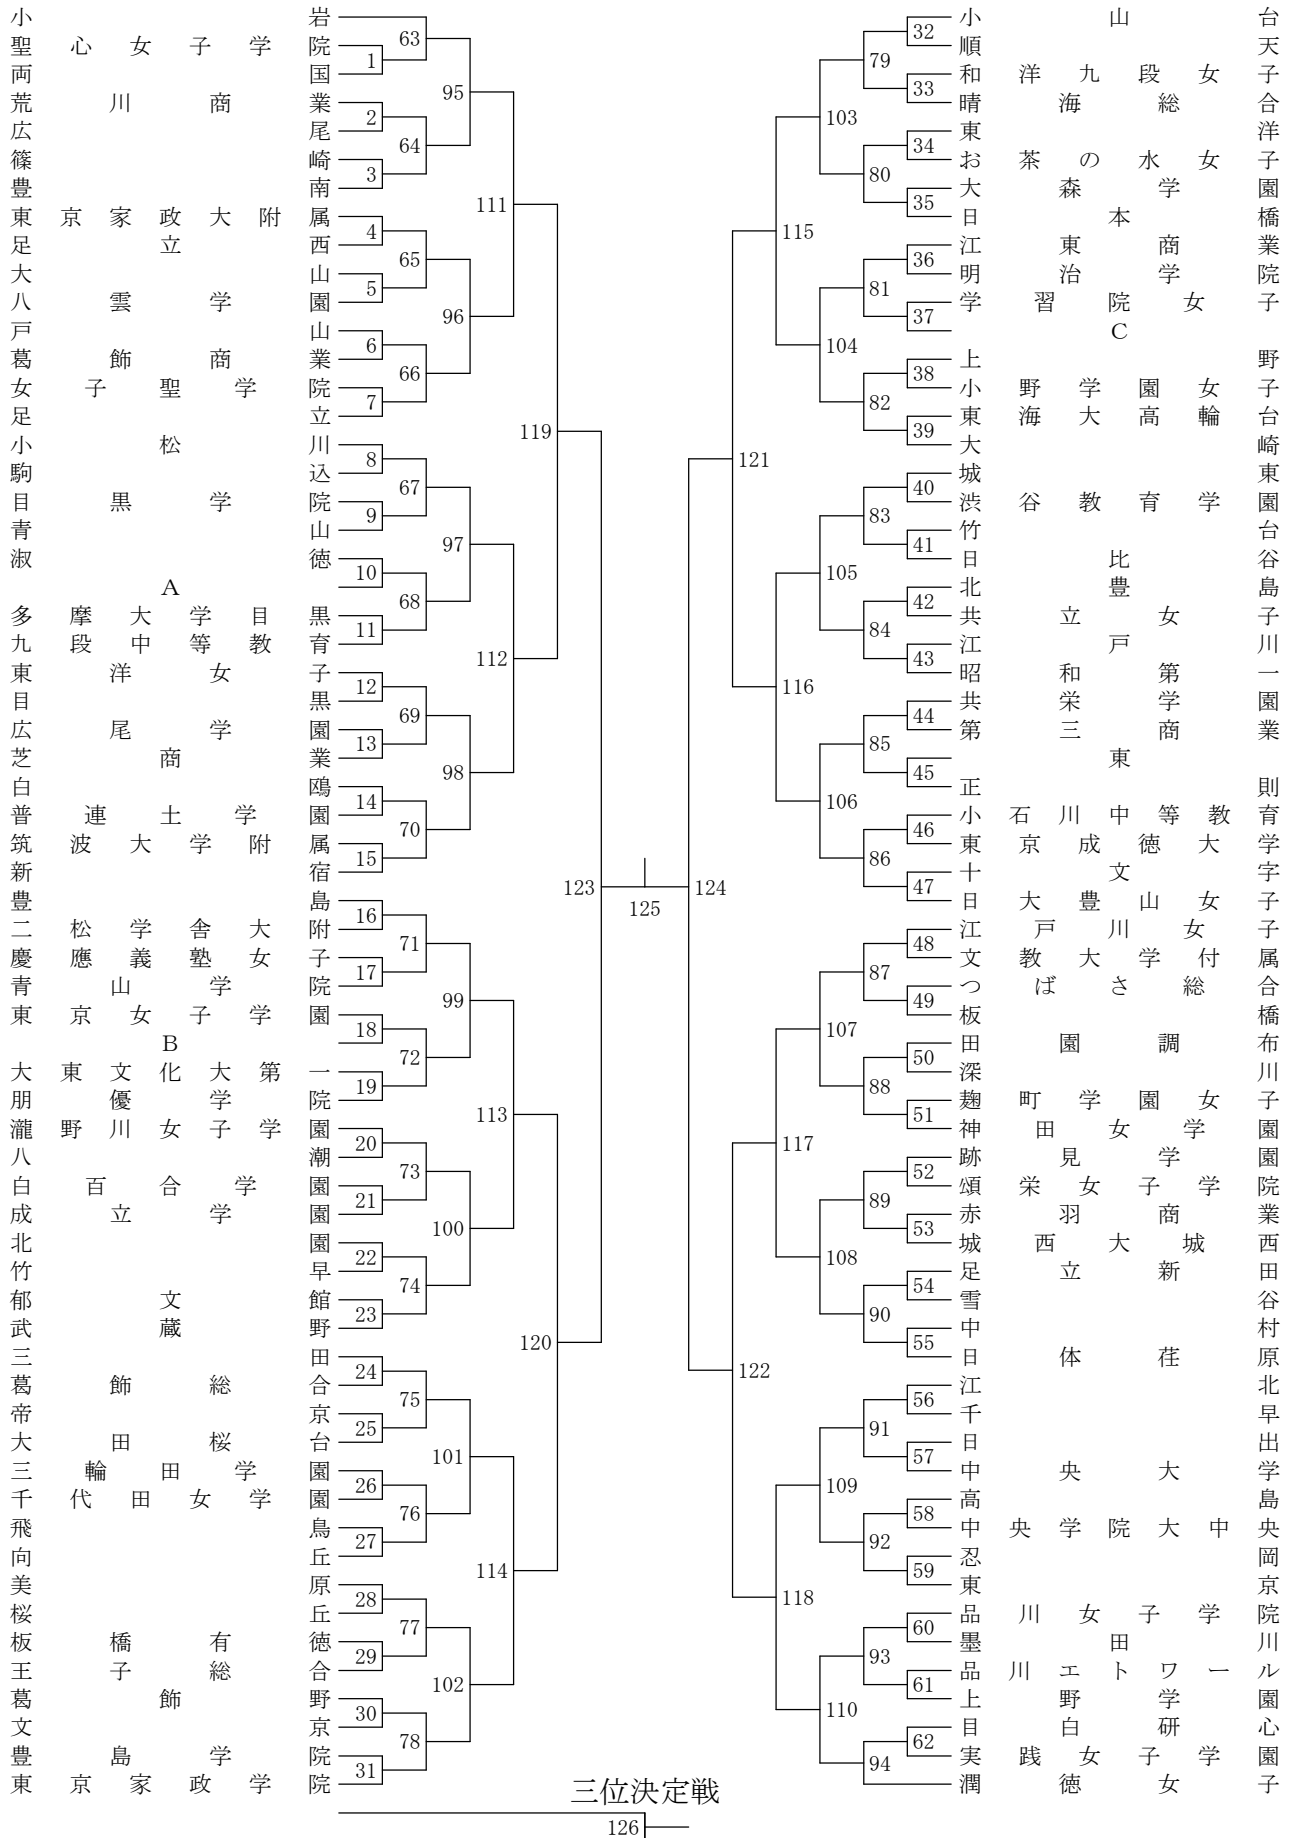 小岩
聖心女子学院
両国
荒川商業
広尾
篠崎
豊南
東京家政大附属
足立西
大山
八雲学園
戸山
葛飾商業
女子聖学院
足立
小松川
駒込
目黒学院
青山
淑徳
A
多摩大学目黒
九段中等教育
東洋女子
目黒
広尾学園
芝商業
白鴎
普連土学園
筑波大学附属
新宿
豊島
二松学舎大附
慶應義塾女子
青山学院
東京女子学園
B
大東文化大第一
朋優学院
瀧野川女子学園
八潮
白百合学園
成立学園
北園
竹早
郁文館
武蔵野
三田
葛飾総合
帝京
大田桜台
三輪田学園
千代田女学園
飛鳥
向丘
美原
桜丘
板橋有徳
王子総合
葛飾野
文京
豊島学院
東京家政学院
1
2
3
4
5
6
7
8
9
10
11
12
13
14
15
16
17
18
19
20
21
22
23
24
25
26
27
28
29
30
31
63
64
65
66
67
68
69
70
71
72
73
74
75
76
77
78
95
96
97
98
99
100
101
102
111
112
113
114
119
120
123
125
124
121
122
115
116
117
118
103
104
105
106
107
108
109
110
79
80
81
82
83
84
85
86
87
88
89
90
91
92
93
94
32
33
34
35
36
37
38
39
40
41
42
43
44
45
46
47
48
49
50
51
52
53
54
55
56
57
58
59
60
61
62
小山台
順天
和洋九段女子
晴海総合
東洋
お茶の水女子
大森学園
日本橋
江東商業
明治学院
学習院女子
C
上野
小野学園女子
東海大高輪台
大崎
城東
渋谷教育学園
竹台
日比谷
北豊島
共立女子
江戸川
昭和第一
共栄学園
第三商業
東
正則
小石川中等教育
東京成徳大学
十文字
日大豊山女子
江戸川女子
文教大学付属
つばさ総合
板橋
田園調布
深川
麹町学園女子
神田女学園
跡見学園
頌栄女子学院
赤羽商業
城西大城西
足立新田
雪谷
中村
日体荏原
江北
千早
日出
中央大学
高島
中央学院大中央
忍岡
東京
品川女子学院
墨田川
品川エトワール
上野学園
目白研心
実践女子学園
潤徳女子
三位決定戦
126